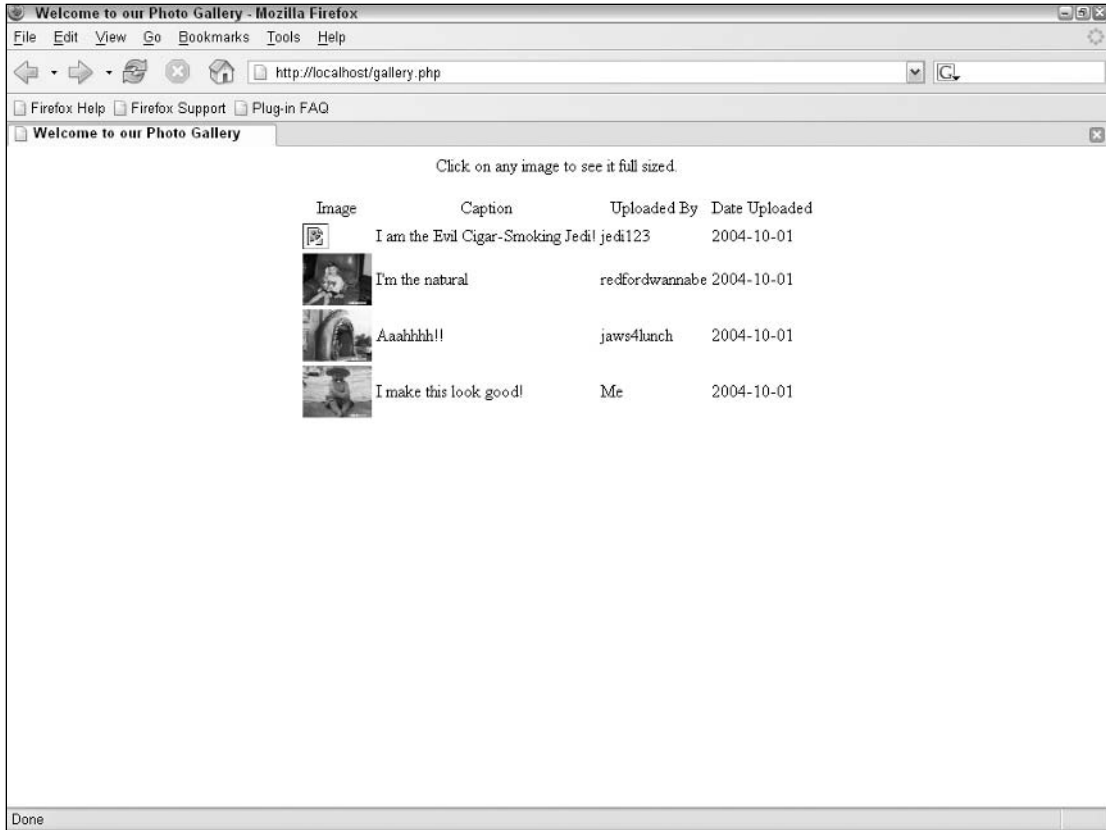 Welcome to our Photo Gallery - Mozilla Firefox
File Edit View Go Bookmarks Tools Help
http://localhost/gallery.php
G
Firefox Help Firefox Support Plug-in FAQ
Welcome to our Photo Gallery
Click on any image to see it full sized.
Image Caption Uploaded By Date Uploaded
I am the Evil Cigar-Smoking Jedi! jedi123 2004-10-01
I'm the natural redfordwannabe 2004-10-01
Aaahhhh!! jaws4lunch 2004-10-01
I make this look good! Me 2004-10-01
Done